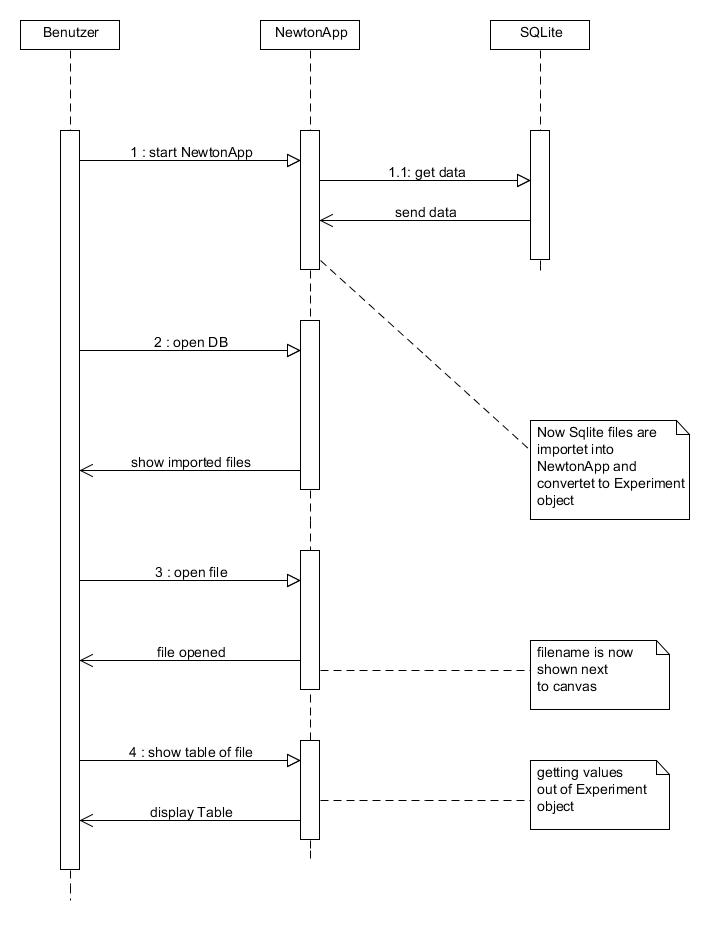 Benutzer
NewtonApp
SQLite
1 : start NewtonApp
1.1: get data
send data
2 : open DB
show imported files
Now Sqlite files are
importet into
NewtonApp and
convertet to Experiment
object
3 : open file
file opened
filename is now
shown next
to canvas
4 : show table of file
display Table
getting values
out of Experiment
object